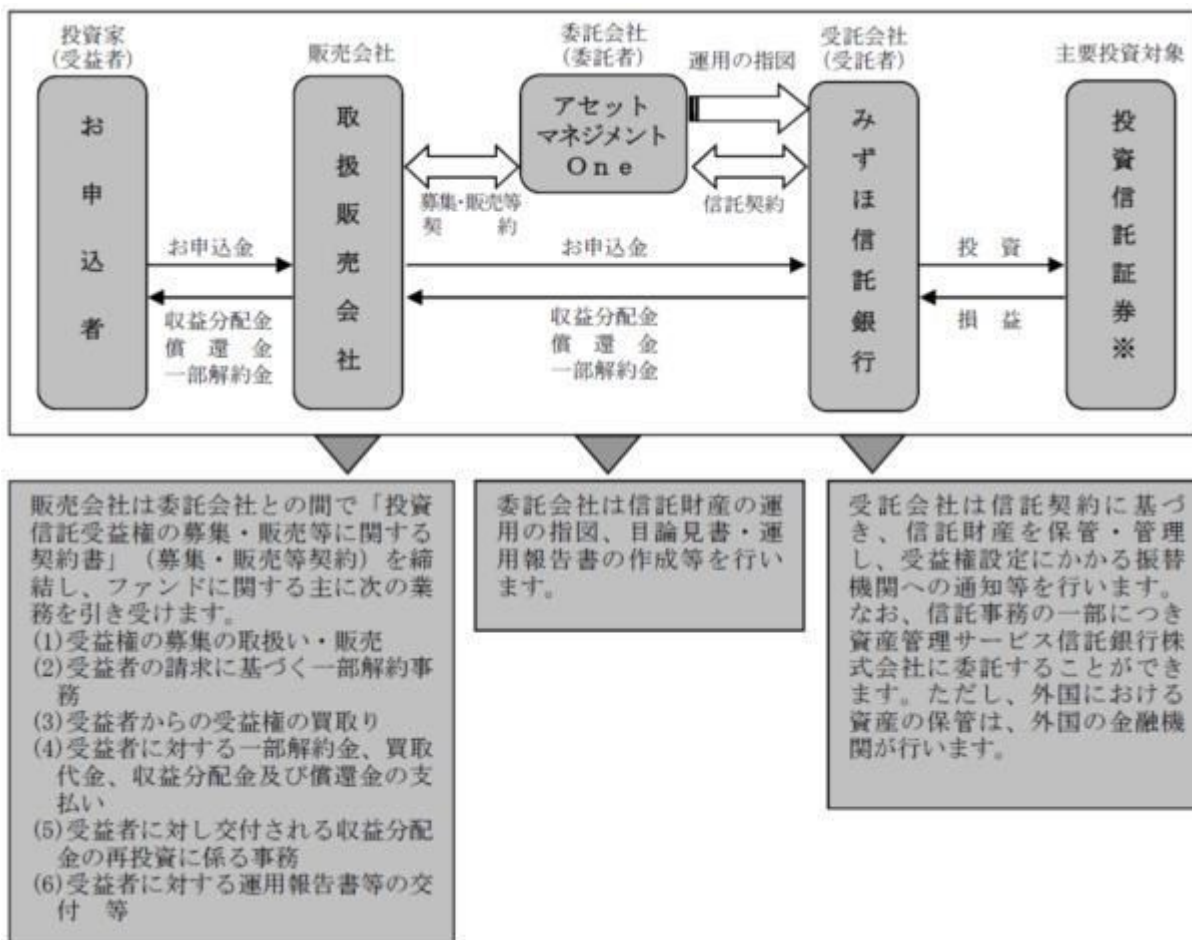 投資家
(受益者)
販売会社
委託会社
(委託者)
運用の指図
受託会社
(受託者)
主要投資対象
お申込者
取扱販売会社
アセット
マネジメント
One
みずほ信託銀行
投資信託証券※
募集・販売等
契 約
信託契約
お申込金
お申込金
投 資
収益分配金
償 還 金
一部解約金
収益分配金
償 還 金
一部解約金
損 益
販売会社は委託会社との間で「投資
信託受益権の募集・販売等に関する
契約書」(募集・販売等契約)を締
結し、ファンドに関する主に次の業
務を引き受けます。
(1)受益権の募集の取扱い・販売
(2)受益者の請求に基づく一部解約事
務
(3)受益者からの受益権の買取り
(4)受益者に対する一部解約金、買取
代金、収益分配金及び償還金の支
払い
(5)受益者に対し交付される収益分配
金の再投資に係る事務
(6)受益者に対する運用報告書等の交
付 等
委託会社は信託財産の運
用の指図、目論見書・運
用報告書の作成等を行い
ます。
受託会社は信託契約に基づ
き、信託財産を保管・管理
し、受益権設定にかかる振替
機関への通知等を行います。
なお、信託事務の一部につき
資産管理サービス信託銀行株
式会社に委託することができ
ます。ただし、外国における
資産の保管は、外国の金融機
関が行います。